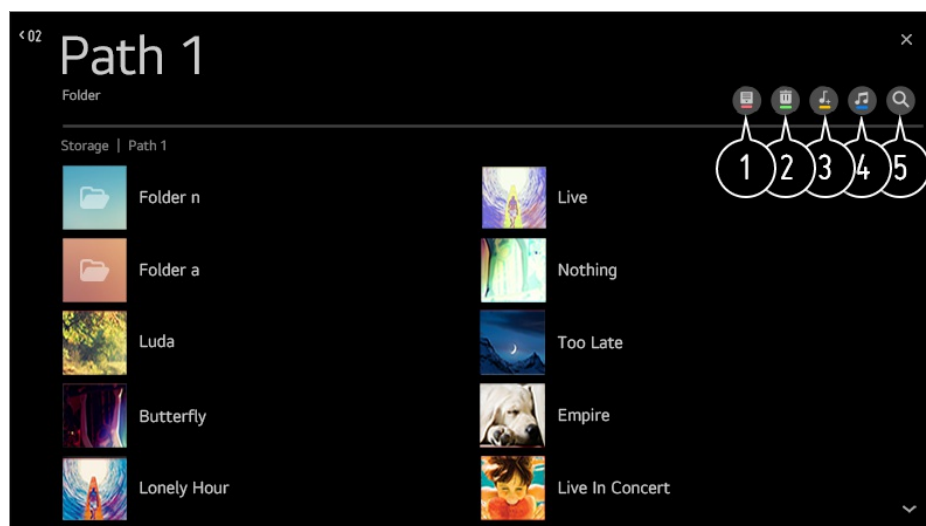 < 02
Path 1
Folder
1 2 3 4 5
Storage | Path 1
Folder n
Folder a
Luda
Butterfly
Lonely Hour
Live
Nothing
Too Late
Empire
Live In Concert